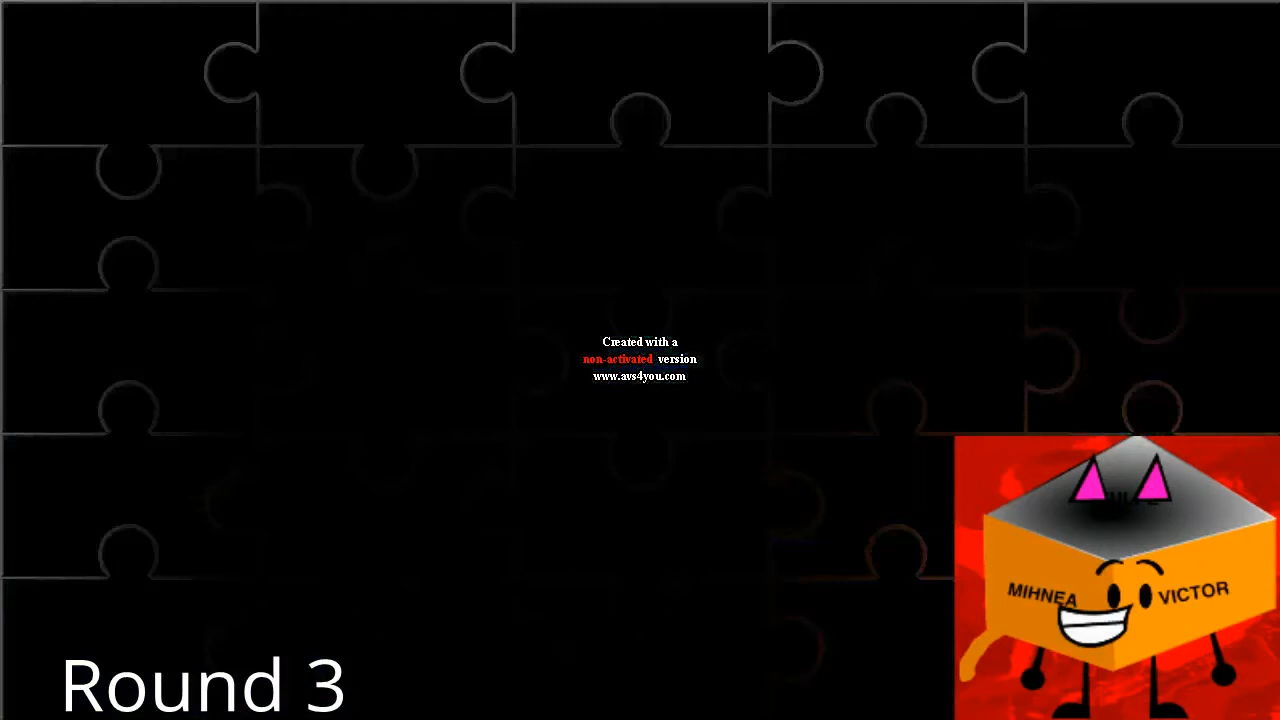 Created with a
non-activated version
www.avs4you.com
MIHNEA
VICTOR
Round 3